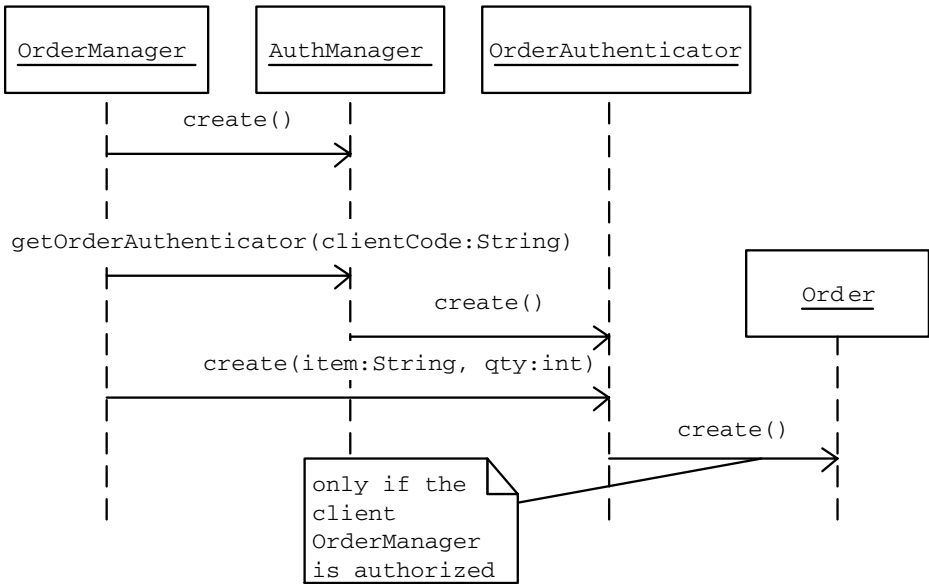 OrderManager
AuthManager
OrderAuthenticator
create()
getOrderAuthenticator(clientCode:String)
Order
create()
create(item:String, qty:int)
create()
only if the
client
OrderManager
is authorized